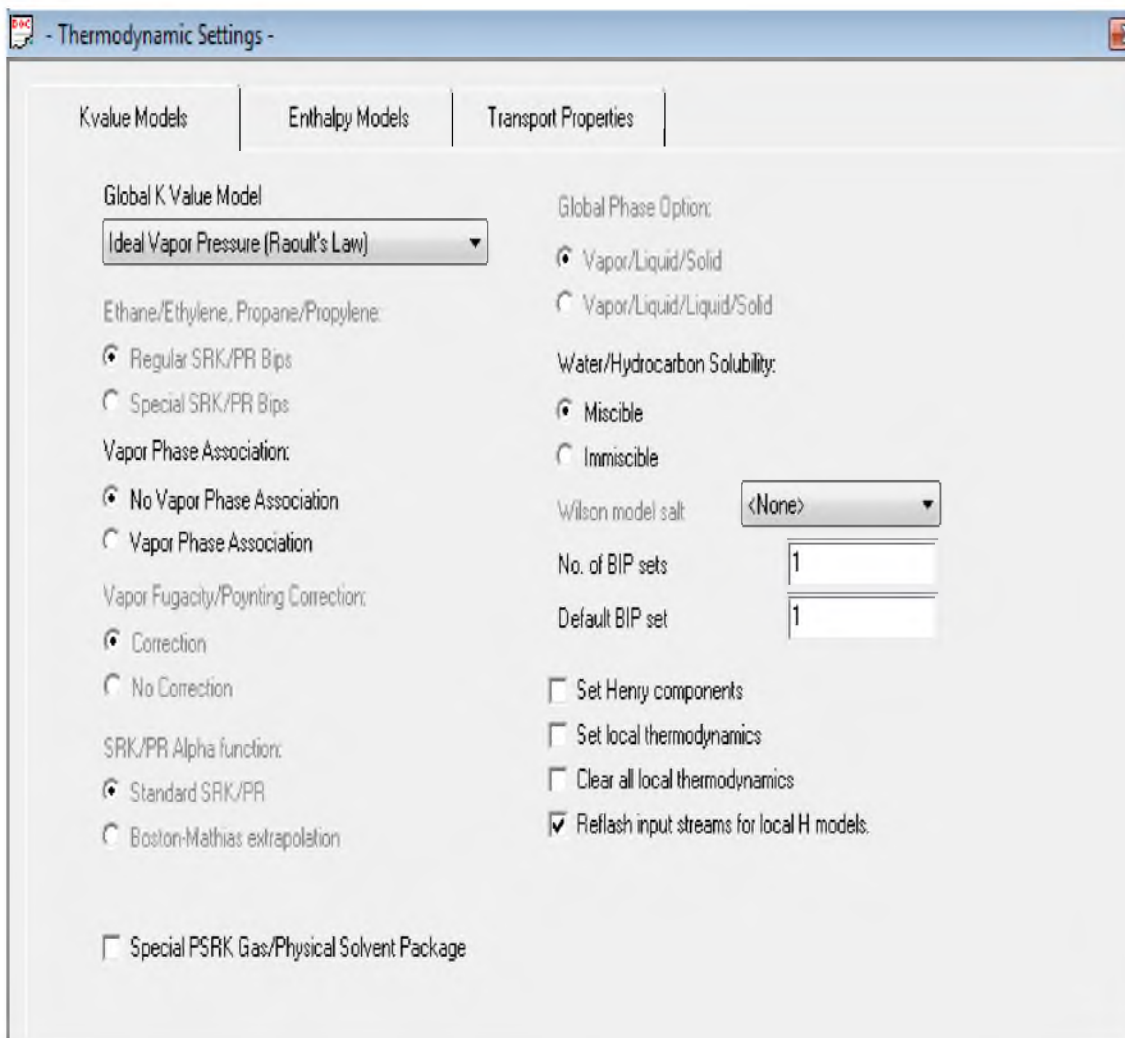 - Thermodynamic Settings -
Kvalue Models
Enthalpy Models
Transport Properties
Global K Value Model
Ideal Vapor Pressure (Raoult's Law)
Ethane/Ethylene, Propane/Propylene:
Regular SRK/PR Bips
Special SRK/PR Bips
Vapor Phase Association:
No Vapor Phase Association
Vapor Phase Association
Vapor Fugacity/Poynting Correction:
Correction
No Correction
SRK/PR Alpha function:
Standard SRK/PR
Boston-Mathias extrapolation
Special PSRK Gas/Physical Solvent Package
Global Phase Option:
Vapor/Liquid/Solid
Vapor/Liquid/Liquid/Solid
Water/Hydrocarbon Solubility:
Miscible
Immiscible
Wilson model salt <None>
No. of BIP sets 1
Default BIP set 1
Set Henry components
Set local thermodynamics
Clear all local thermodynamics
Reflash input streams for local H models.